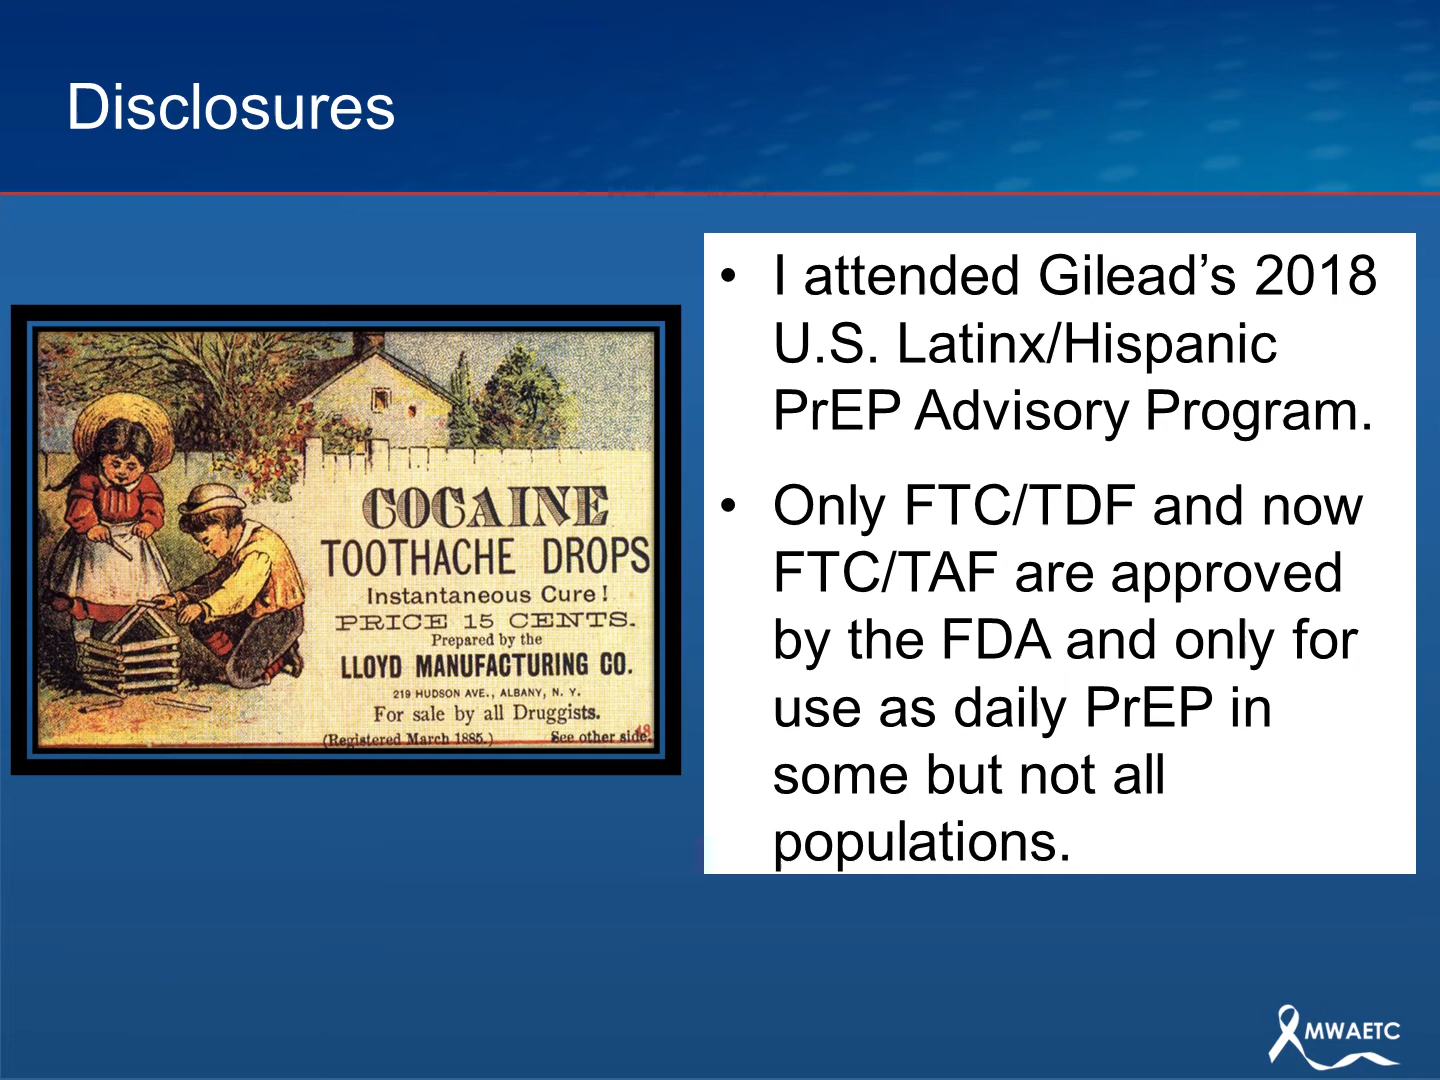 Disclosures
COCAINE
TOOTHACHE DROPS
Instantaneous Cure!
PRICE 15 CENTS.
Prepared by the
LLOYD MANUFACTURING CO.
219 HUDSON AVE., ALBANY, N. Y.
For sale by all Druggists.
(Registered March 1885.) See other side.
• I attended Gilead’s 2018
U.S. Latinx/Hispanic
PrEP Advisory Program.
• Only FTC/TDF and now
FTC/TAF are approved
by the FDA and only for
use as daily PrEP in
some but not all
populations.
MWAETC